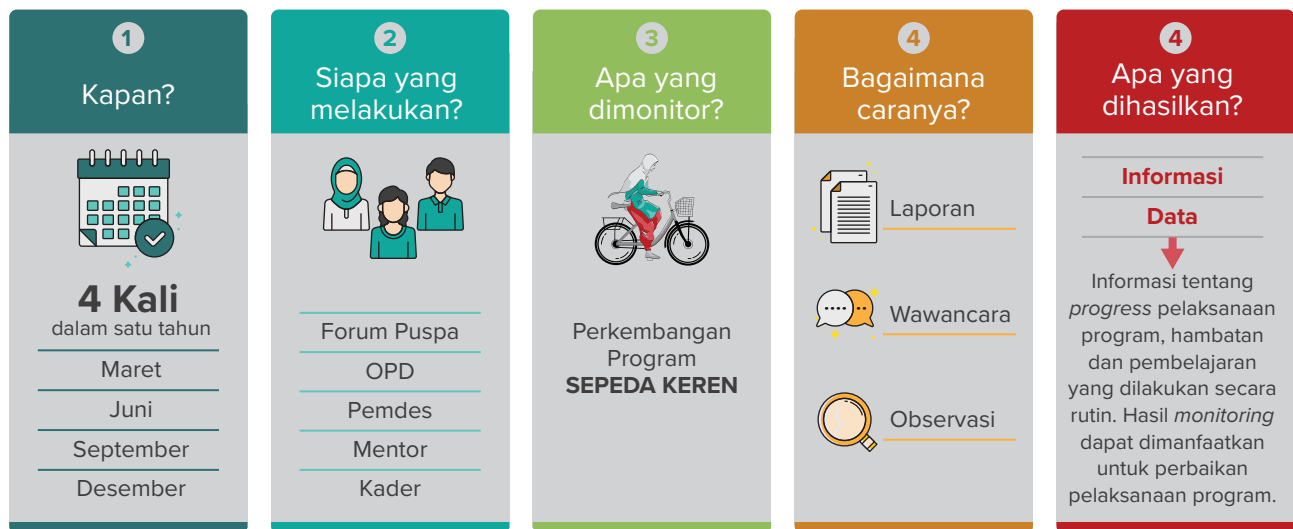 1
Kapan?
4 Kali
dalam satu tahun
Maret
Juni
September
Desember
2
Siapa yang
melakukan?
Forum Puspa
OPD
Pemdes
Mentor
Kader
3
Apa yang
dimonitor?
Perkembangan
Program
SEPEDA KEREN
4
Bagaimana
caranya?
Laporan
Wawancara
Observasi
4
Apa yang
dihasilkan?
Informasi
Data
Informasi tentang
progress pelaksanaan
program, hambatan
dan pembelajaran
yang dilakukan secara
rutin. Hasil monitoring
dapat dimanfaatkan
untuk perbaikan
pelaksanaan program.